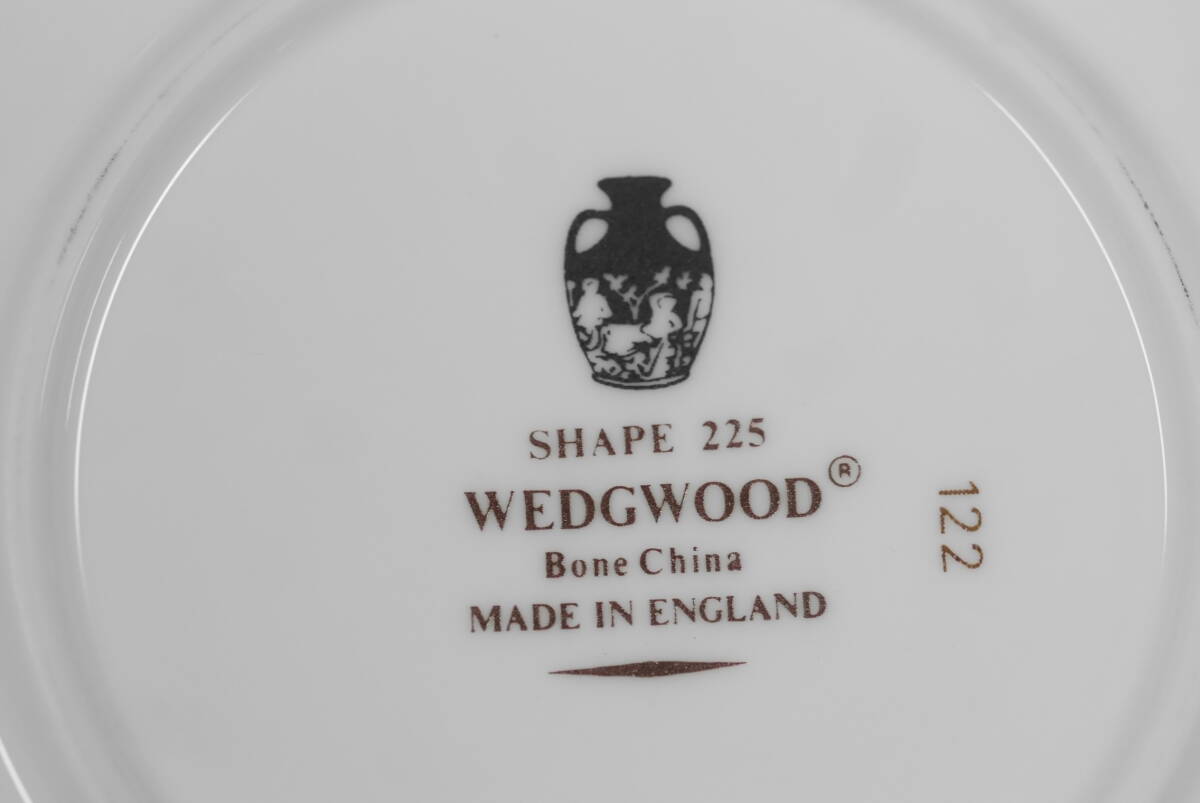 SHAPE 225
WEDGWOOD®
Bone China
MADE IN ENGLAND
122